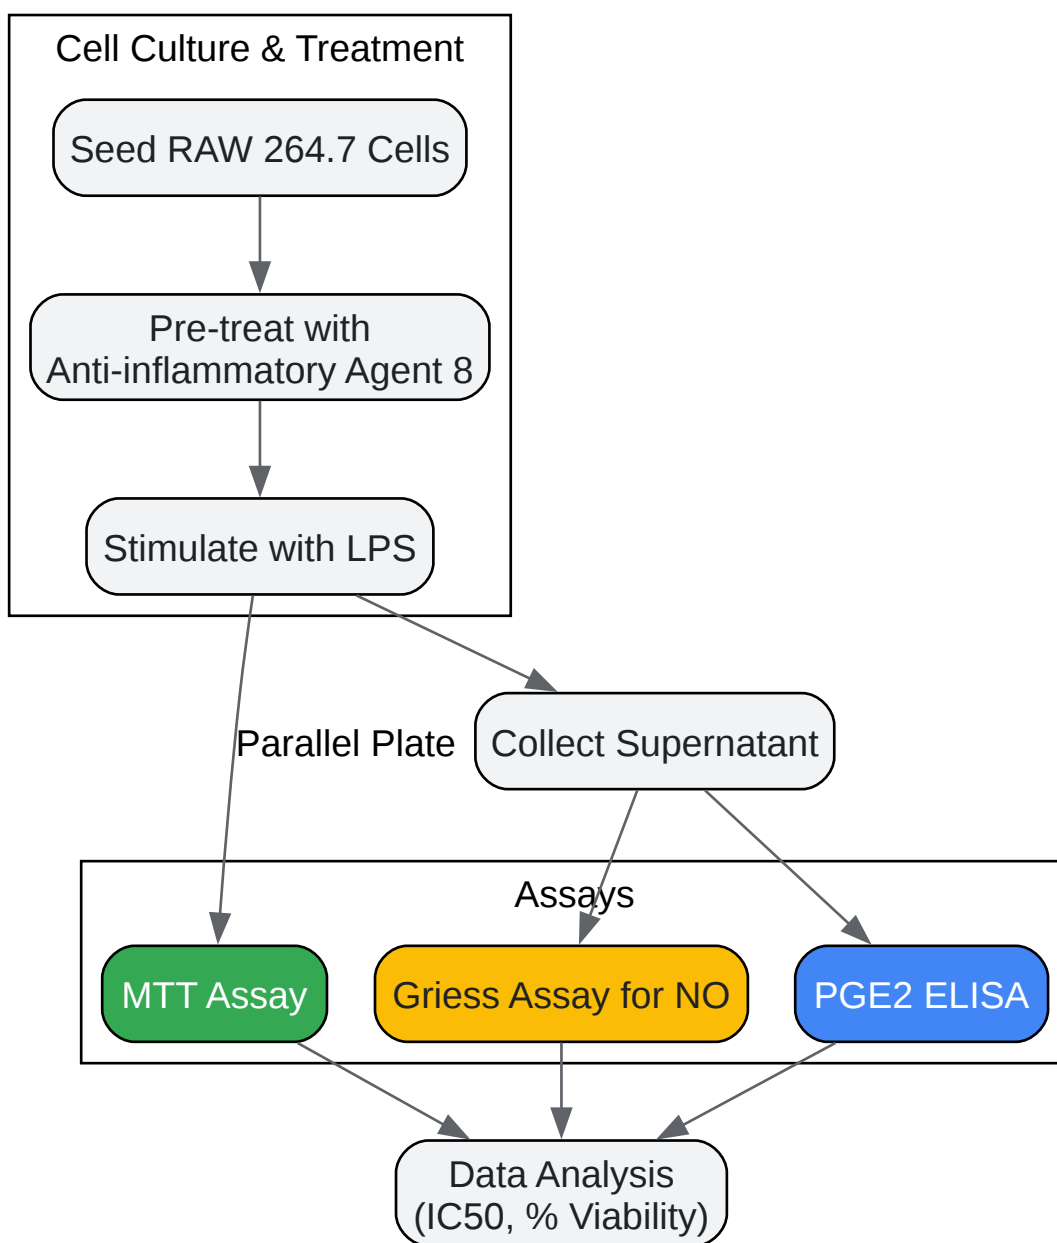 Cell Culture & Treatment
Seed RAW 264.7 Cells
Pre-treat with
Anti-inflammatory Agent 8
Stimulate with LPS
Parallel Plate
Collect Supernatant
Assays
MTT Assay
Griess Assay for NO
PGE2 ELISA
Data Analysis
(IC50, % Viability)